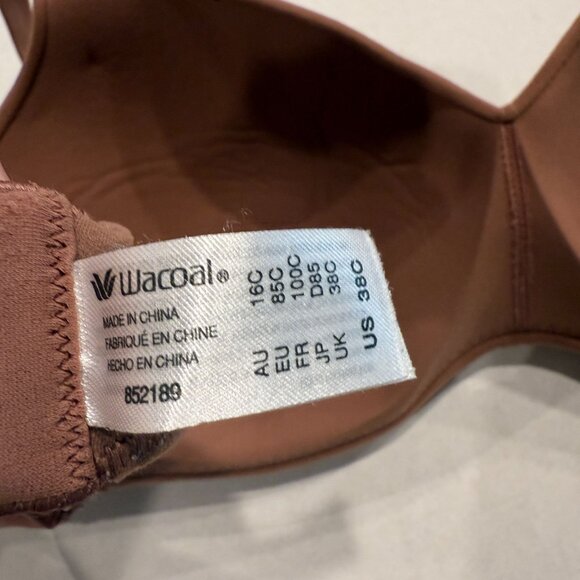 Wacoal®
MADE IN CHINA
FABRIQUÉ EN CHINE
HECHO EN CHINA
852189
AU 16C
EU 85C
FR 100C
JP D85
UK 38C
US 38C